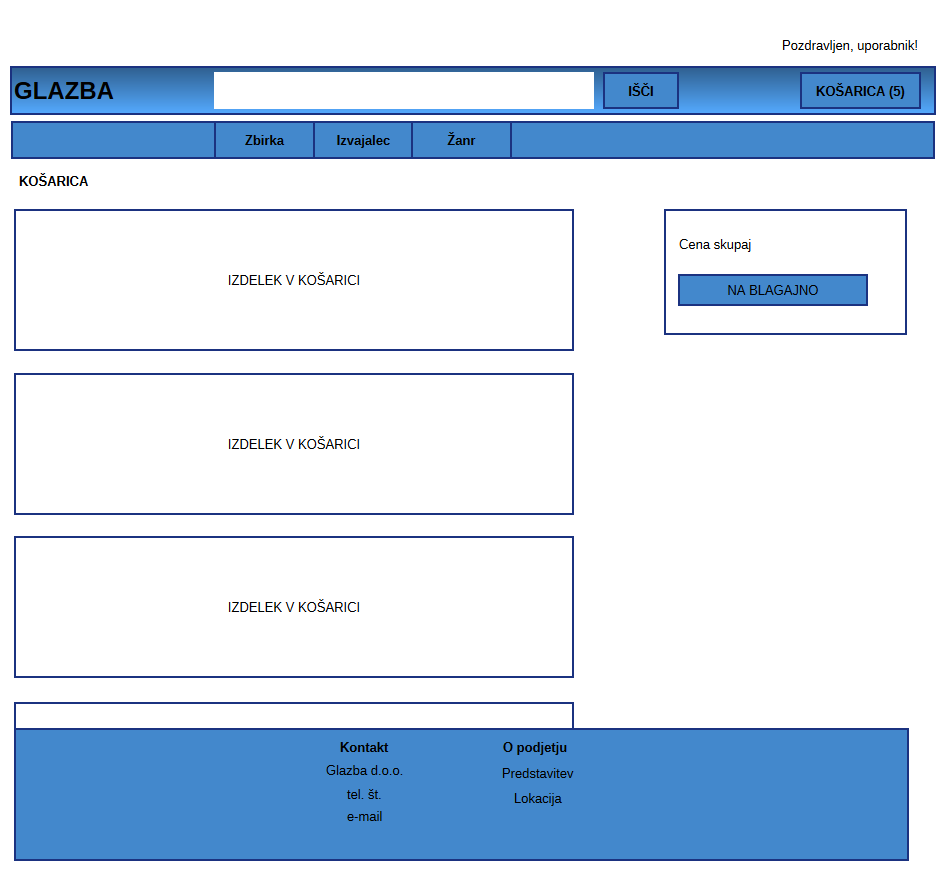 Pozdravljen, uporabnik!
GLAZBA
IŠČI
KOŠARICA (5)
Zbirka
Izvajalec
Žanr
KOŠARICA
IZDELEK V KOŠARICI
Cena skupaj
NA BLAGAJNO
IZDELEK V KOŠARICI
IZDELEK V KOŠARICI
Kontakt
Glazba d.o.o.
tel. št.
e-mail
O podjetju
Predstavitev
Lokacija